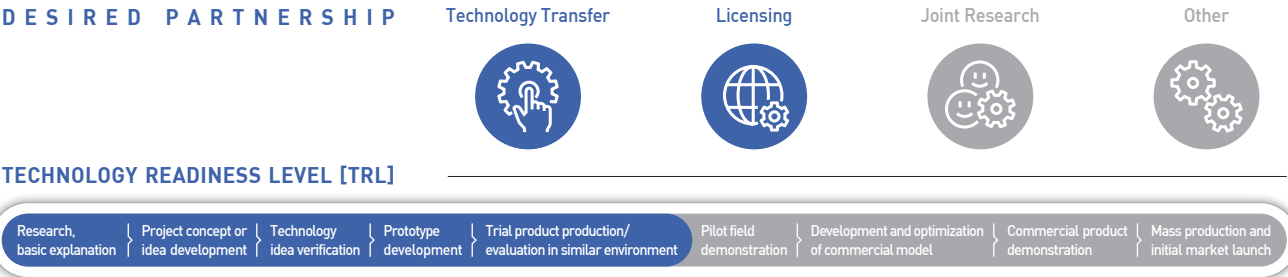 DESIRED PARTNERSHIP
Technology Transfer
Licensing
Joint Research
Other
TECHNOLOGY READINESS LEVEL [TRL]
Research,
basic explanation
Project concept or
idea development
Technology
idea verification
Prototype
development
Trial product production/
evaluation in similar environment
Pilot field
demonstration
Development and optimization
of commercial model
Commercial product
demonstration
Mass production and
initial market launch